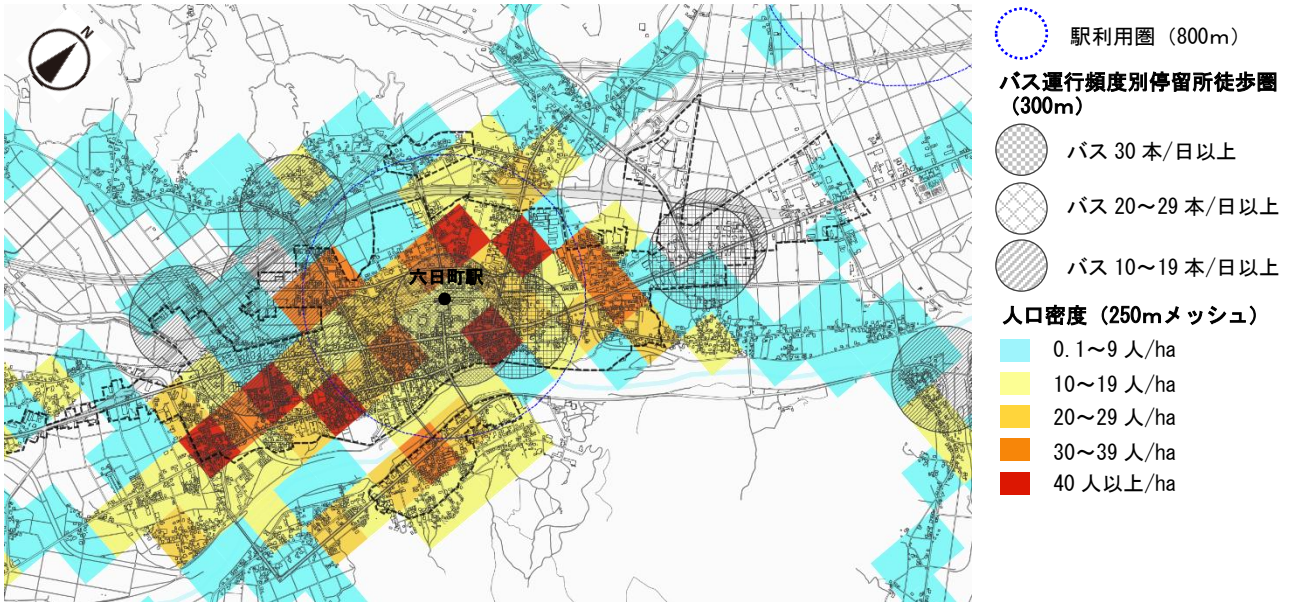 N
六日町駅
駅利用圏（800ｍ）
バス運行頻度別停留所徒歩圏
（300ｍ）
バス 30 本/日以上
バス 20～29 本/日以上
バス 10～19 本/日以上
人口密度（250ｍメッシュ）
0.1～9 人/ha
10～19 人/ha
20～29 人/ha
30～39 人/ha
40 人以上/ha